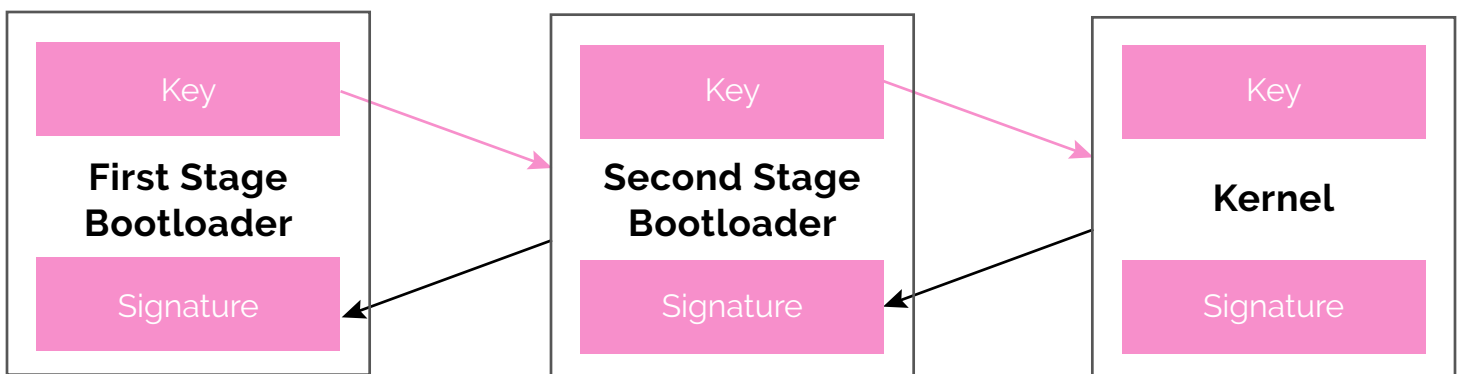 Key
First Stage
Bootloader
Signature
Key
Second Stage
Bootloader
Signature
Key
Kernel
Signature